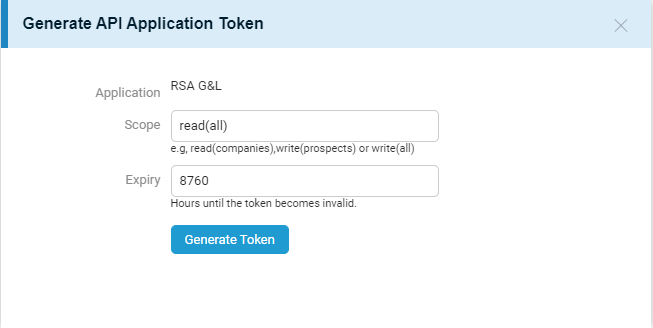 Generate API Application Token
Application RSA G&L
Scope read(all)
e.g, read(companies),write(prospects) or write(all)
Expiry 8760
Hours until the token becomes invalid.
Generate Token